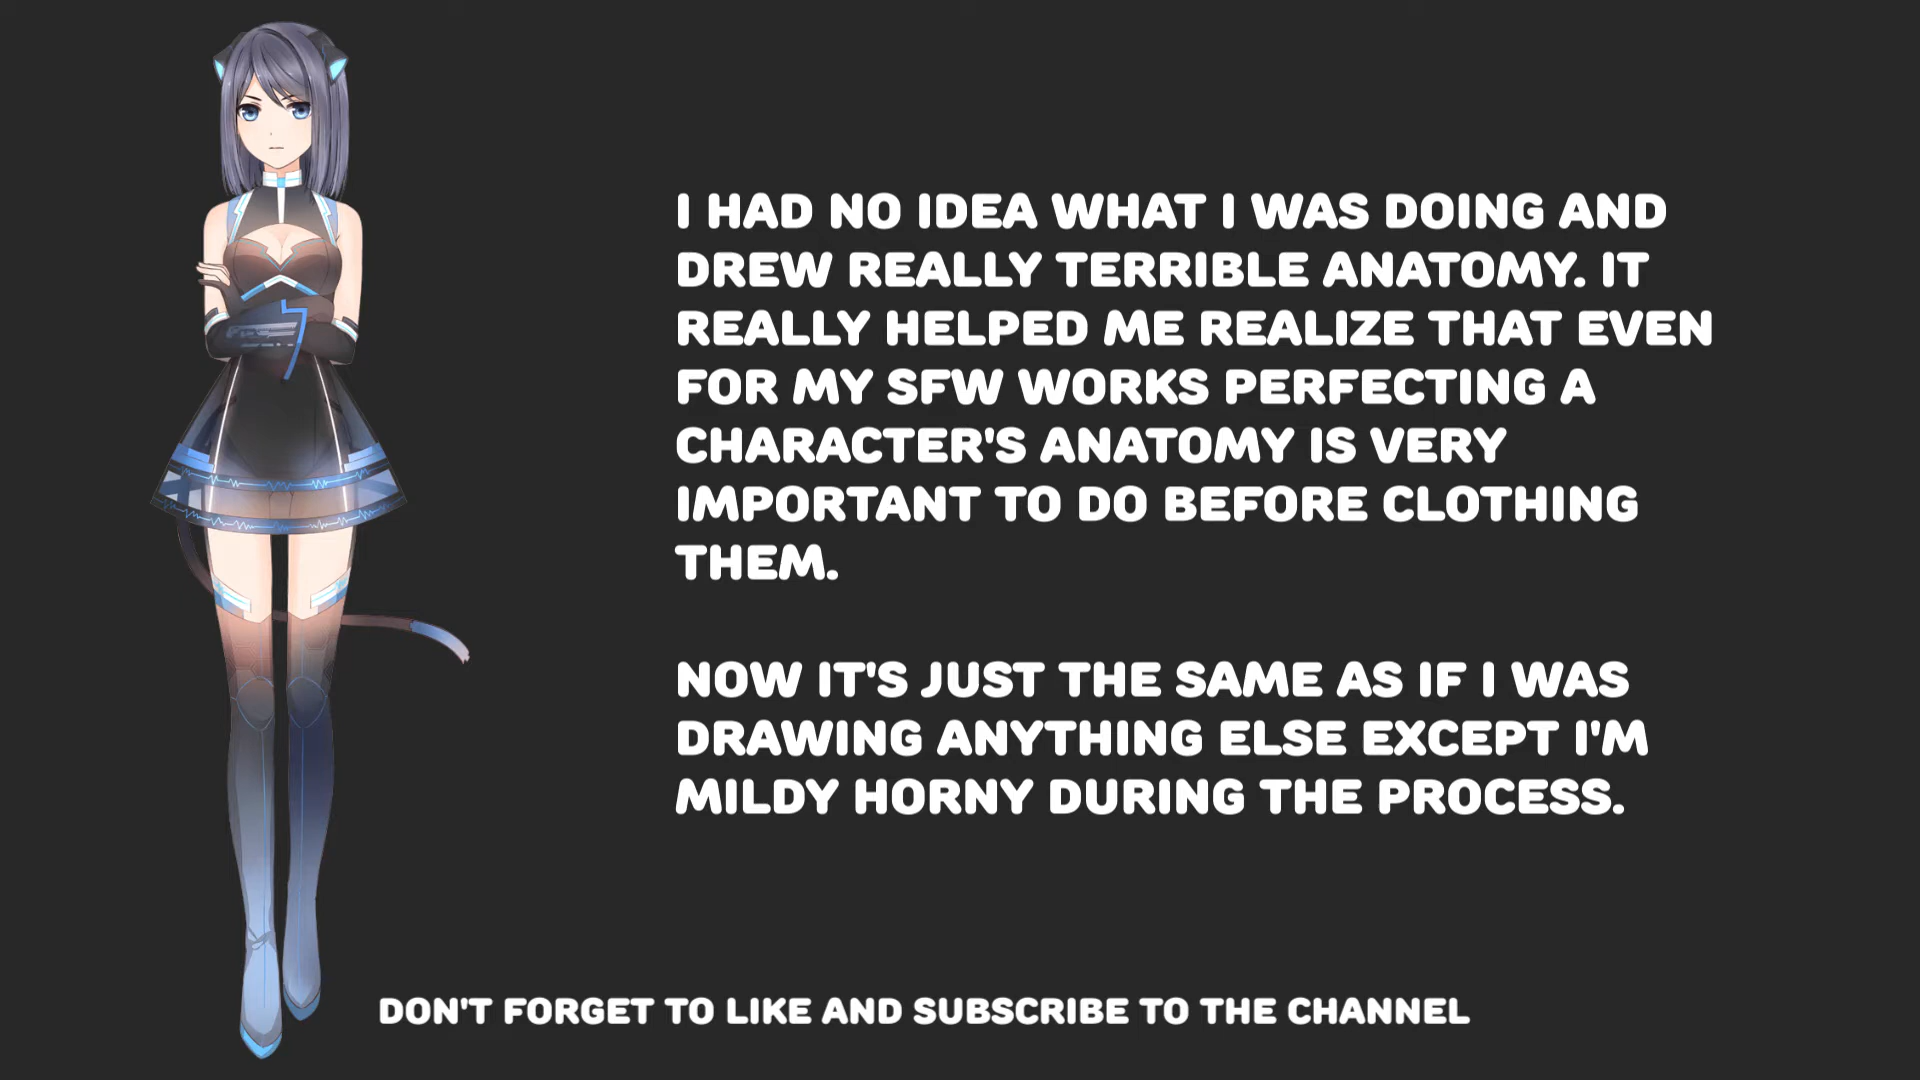 I HAD NO IDEA WHAT I WAS DOING AND
DREW REALLY TERRIBLE ANATOMY. IT
REALLY HELPED ME REALIZE THAT EVEN
FOR MY SFW WORKS PERFECTING A
CHARACTER'S ANATOMY IS VERY
IMPORTANT TO DO BEFORE CLOTHING
THEM.
NOW IT'S JUST THE SAME AS IF I WAS
DRAWING ANYTHING ELSE EXCEPT I'M
MILDY HORNY DURING THE PROCESS.
DON'T FORGET TO LIKE AND SUBSCRIBE TO THE CHANNEL